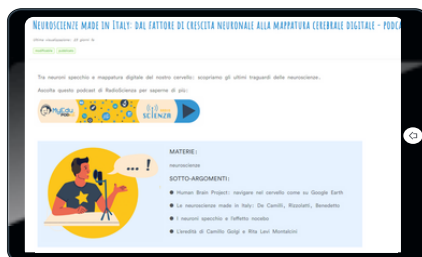 Neuroscienze made in Italy: dal fattore di crescita neuronale alla mappatura cerebrale digitale - podca
Tra neuroni specchio e mappatura digitale del nostro cervello: scopriamo gli ultimi traguardi delle neuroscienze.
Ascolta questo podcast di RadioScienza per saperne di più:
MyEdu
SCIENZA
... !
MATERIE:
neuroscienze
SOTTO-ARGOMENTI:
● Human Brain Project: navigare nel cervello come su Google Earth
● Le neuroscienze made in Italy: De Camilli, Rizzolatti, Benedetto
● I neuroni specchio e l'effetto nocebo
● L'eredità di Camillo Golgi e Rita Levi Montalcini